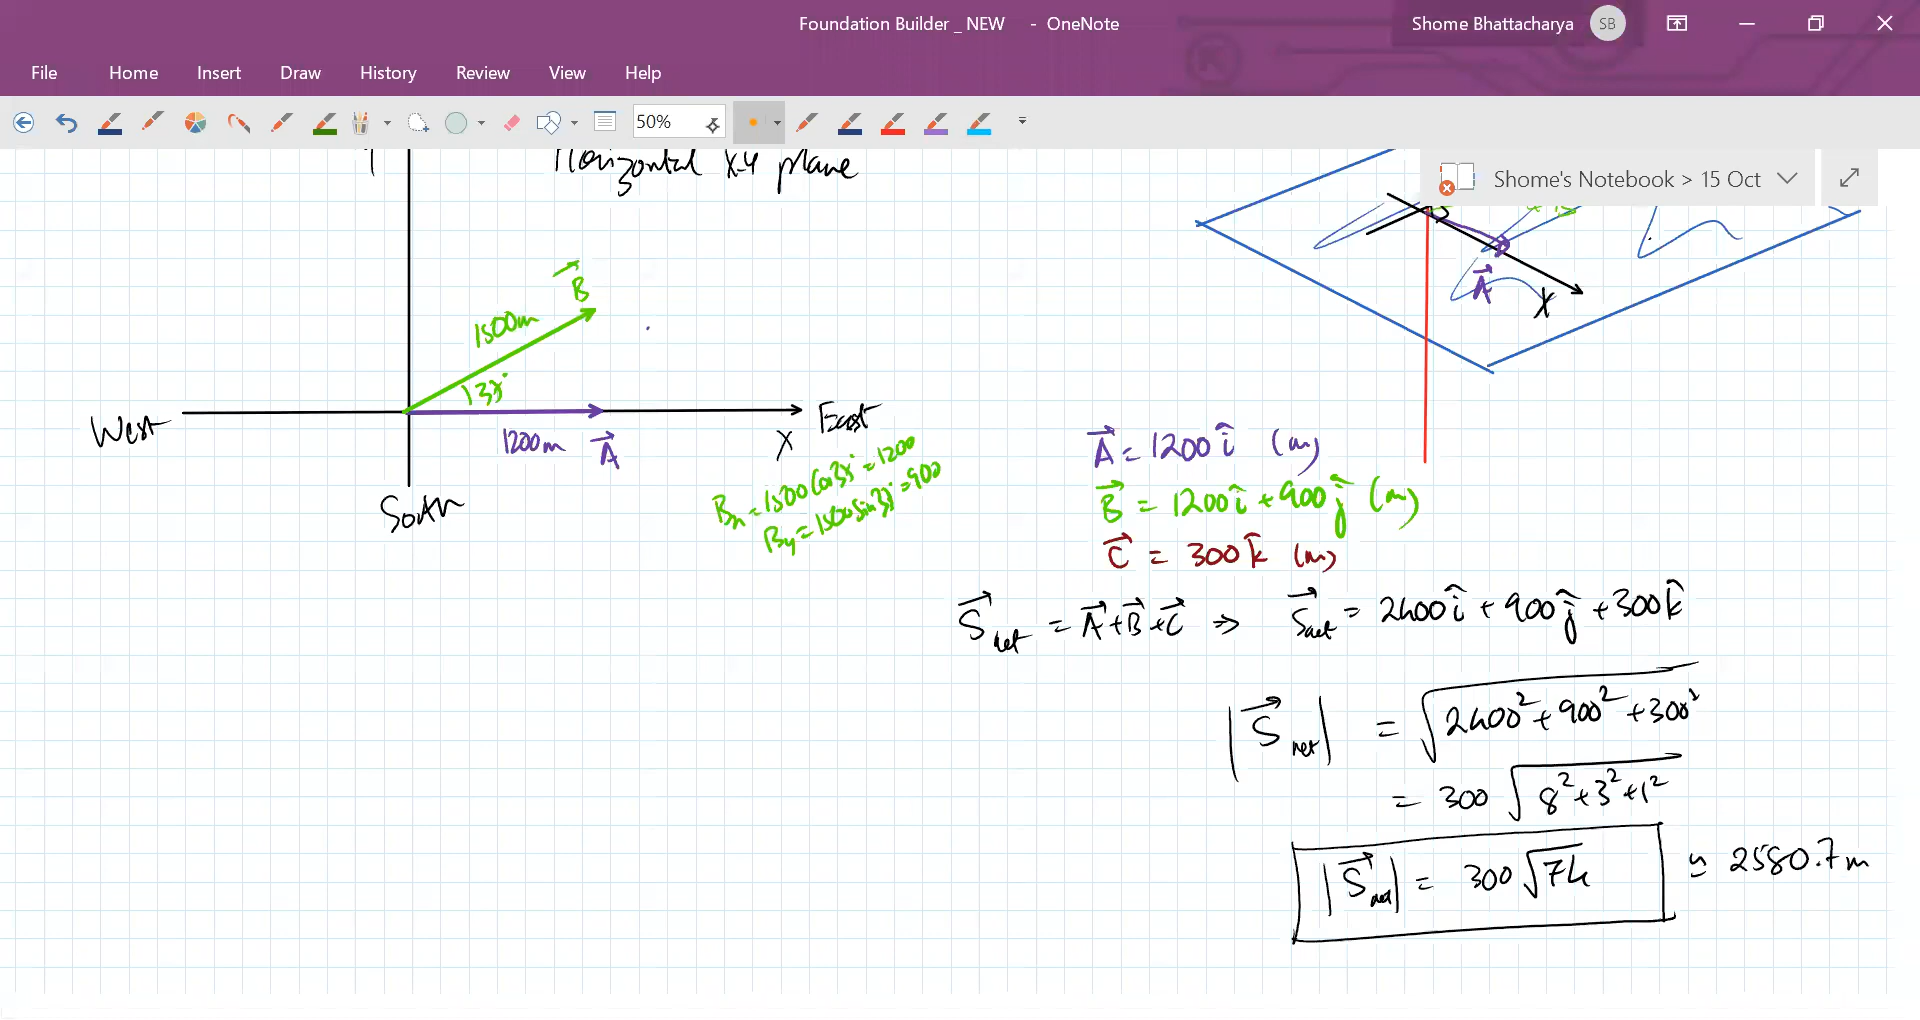 Foundation Builder _ NEW - OneNote
Shome Bhattacharya SB
File Home Insert Draw History Review View Help
50%
Shome's Notebook > 15 Oct
Horizontal X-Y plane
B
1500m
37°
West
East
X
1200m A
South
Bx = 1500 cos37° = 1200
By = 1500 sin37° = 900
A
X
A = 1200 î (m)
B = 1200 î + 900 ĵ (m)
C = 300 k̂ (m)
S net = A + B + C ⇒ S net = 2400 î + 900 ĵ + 300 k̂
|S net| = √2400² + 900² + 300²
= 300 √8² + 3² + 1²
|S net| = 300 √74 ≃ 2580.7 m